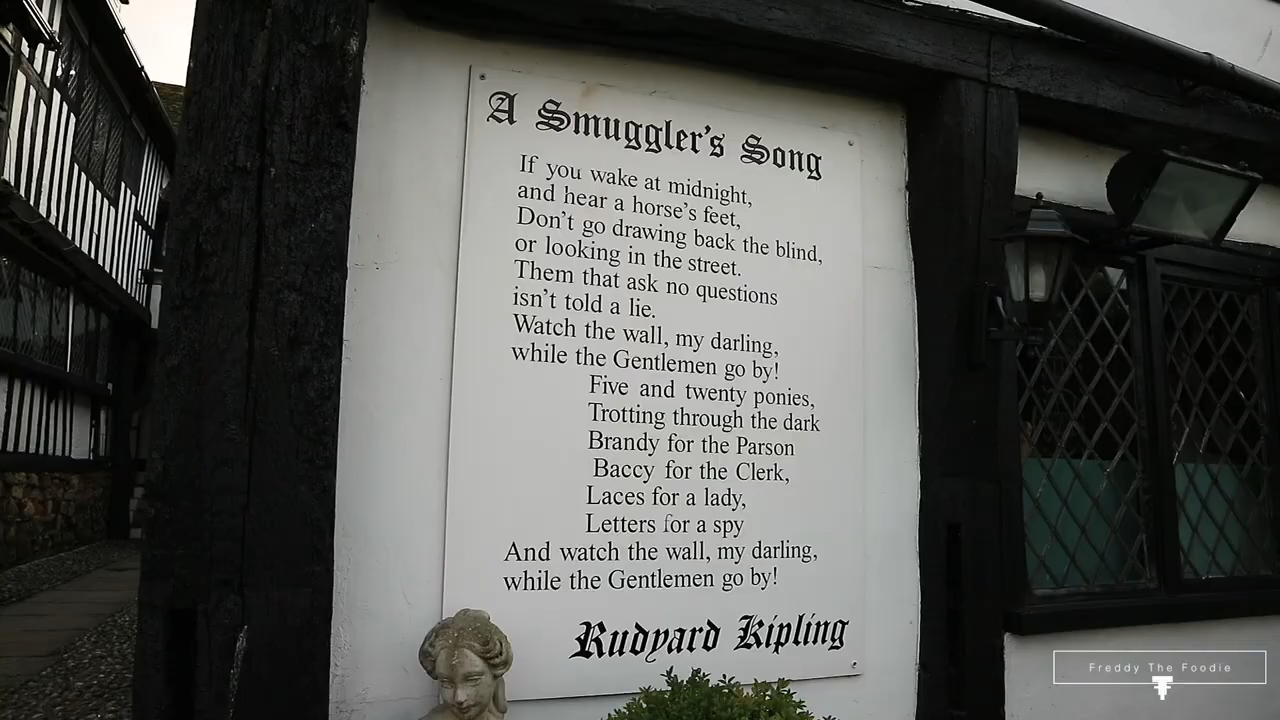 A Smuggler's Song
If you wake at midnight,
and hear a horse's feet,
Don't go drawing back the blind,
or looking in the street.
Them that ask no questions
isn't told a lie.
Watch the wall, my darling,
while the Gentlemen go by!
Five and twenty ponies,
Trotting through the dark
Brandy for the Parson
Baccy for the Clerk,
Laces for a lady,
Letters for a spy
And watch the wall, my darling,
while the Gentlemen go by!
Rudyard Kipling
Freddy The Foodie